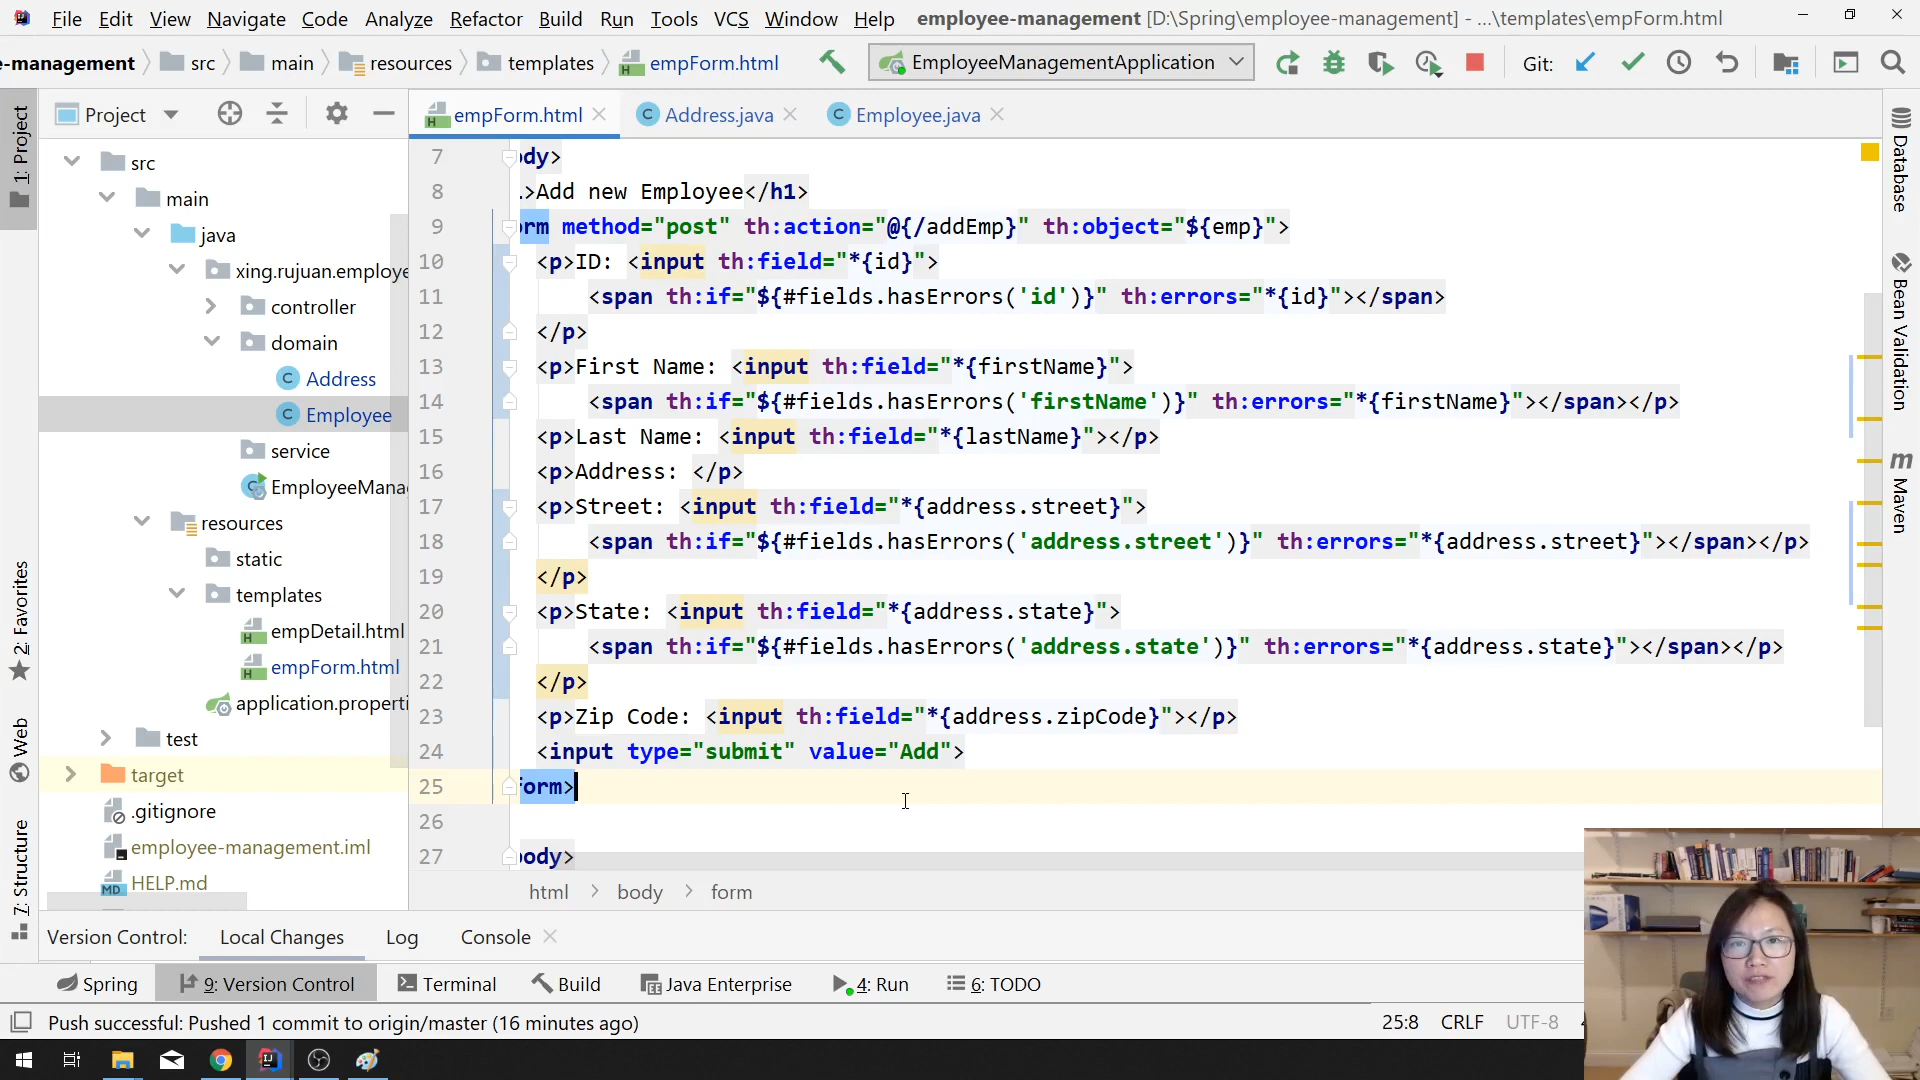 File Edit View Navigate Code Analyze Refactor Build Run Tools VCS Window Help employee-management [D:\Spring\employee-management] - ...\templates\empForm.html
e-management src main resources templates empForm.html EmployeeManagementApplication Git:
Project
empForm.html Address.java Employee.java
1: Project
2: Favorites
Web
7: Structure
src
main
java
xing.rujuan.employe
controller
domain
Address
Employee
service
EmployeeMana
resources
static
templates
empDetail.html
empForm.html
application.properti
test
target
.gitignore
employee-management.iml
HELP.md
7 ody>
8 >Add new Employee</h1>
9 orm method="post" th:action="@{/addEmp}" th:object="${emp}">
10 <p>ID: <input th:field="*{id}">
11 <span th:if="${#fields.hasErrors('id')}" th:errors="*{id}"></span>
12 </p>
13 <p>First Name: <input th:field="*{firstName}">
14 <span th:if="${#fields.hasErrors('firstName')}" th:errors="*{firstName}"></span></p>
15 <p>Last Name: <input th:field="*{lastName}"></p>
16 <p>Address: </p>
17 <p>Street: <input th:field="*{address.street}">
18 <span th:if="${#fields.hasErrors('address.street')}" th:errors="*{address.street}"></span></p>
19 </p>
20 <p>State: <input th:field="*{address.state}">
21 <span th:if="${#fields.hasErrors('address.state')}" th:errors="*{address.state}"></span></p>
22 </p>
23 <p>Zip Code: <input th:field="*{address.zipCode}"></p>
24 <input type="submit" value="Add">
25 form>
26
27 body>
html body form
Database
Bean Validation
Maven
Version Control: Local Changes Log Console
Spring 9: Version Control Terminal Build Java Enterprise 4: Run 6: TODO
Push successful: Pushed 1 commit to origin/master (16 minutes ago) 25:8 CRLF UTF-8